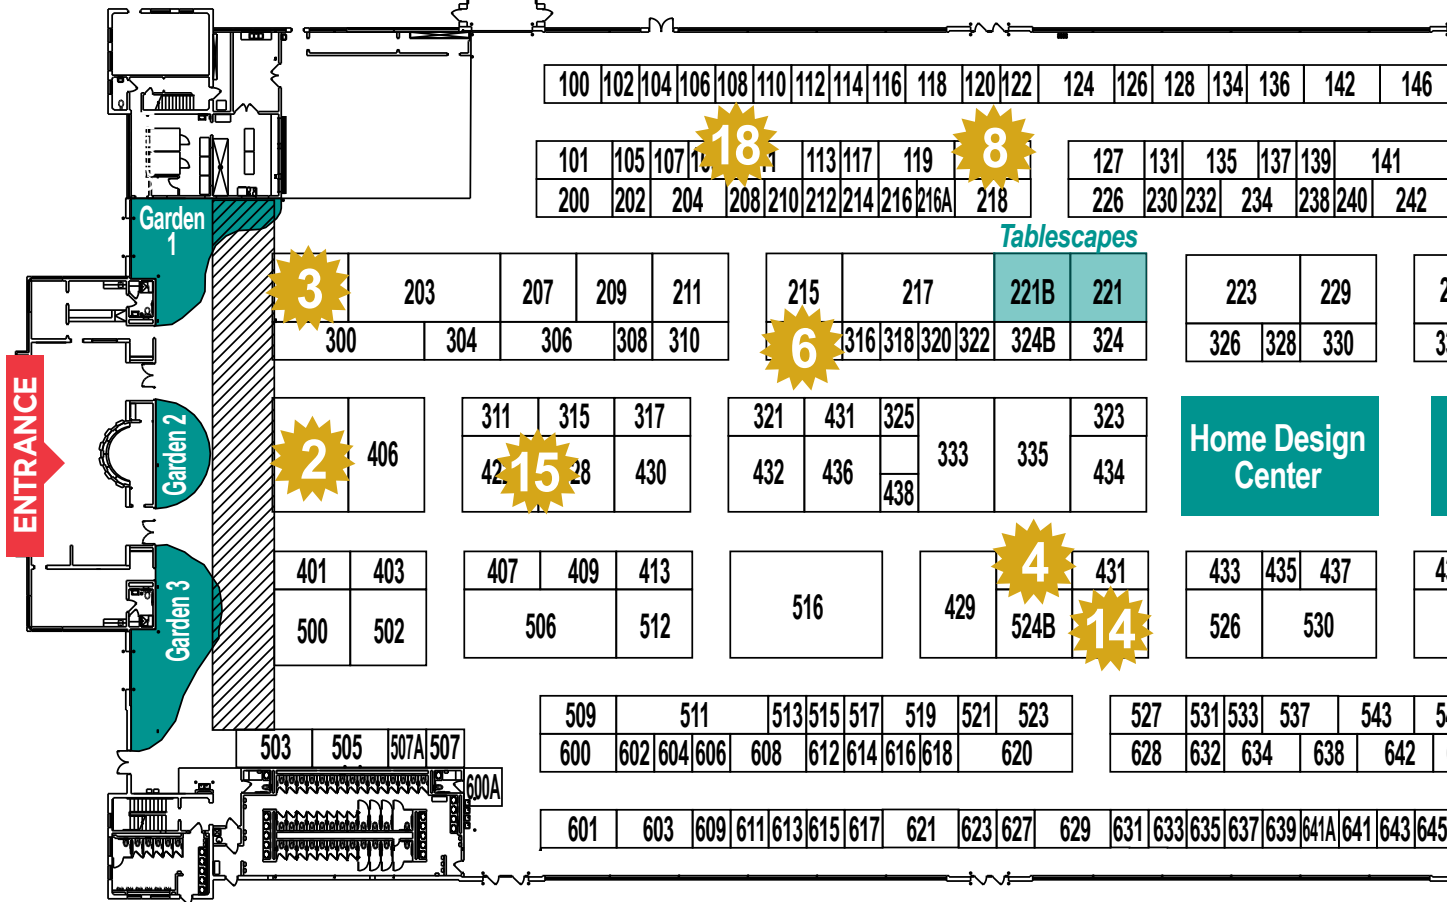 100 102 104 106 108 110 112 114 116 118 120 122 124 126 128 134 136 142 146
18 8
101 105 107 113 117 119 127 131 135 137 139 141
200 202 204 208 210 212 214 216 216A 218 226 230 232 234 238 240 242
Garden
1
Tablescapes
3 203 207 209 211 215 217 221B 221 223 229
300 304 306 308 310 6 316 318 320 322 324B 324 326 328 330
ENTRANCE
Garden 2
2 406
311 315 317 321 431 325 333 335 323
15 430 432 436 438 434
Home Design
Center
4
401 403 407 409 413 516 429 431 433 435 437
Garden 3
500 502 506 512 524B 14 526 530
509 511 513 515 517 519 521 523 527 531 533 537 543
503 505 507A 507 600 602 604 606 608 612 614 616 618 620 628 632 634 638 642
600A
601 603 609 611 613 615 617 621 623 627 629 631 633 635 637 639 641A 641 643 645